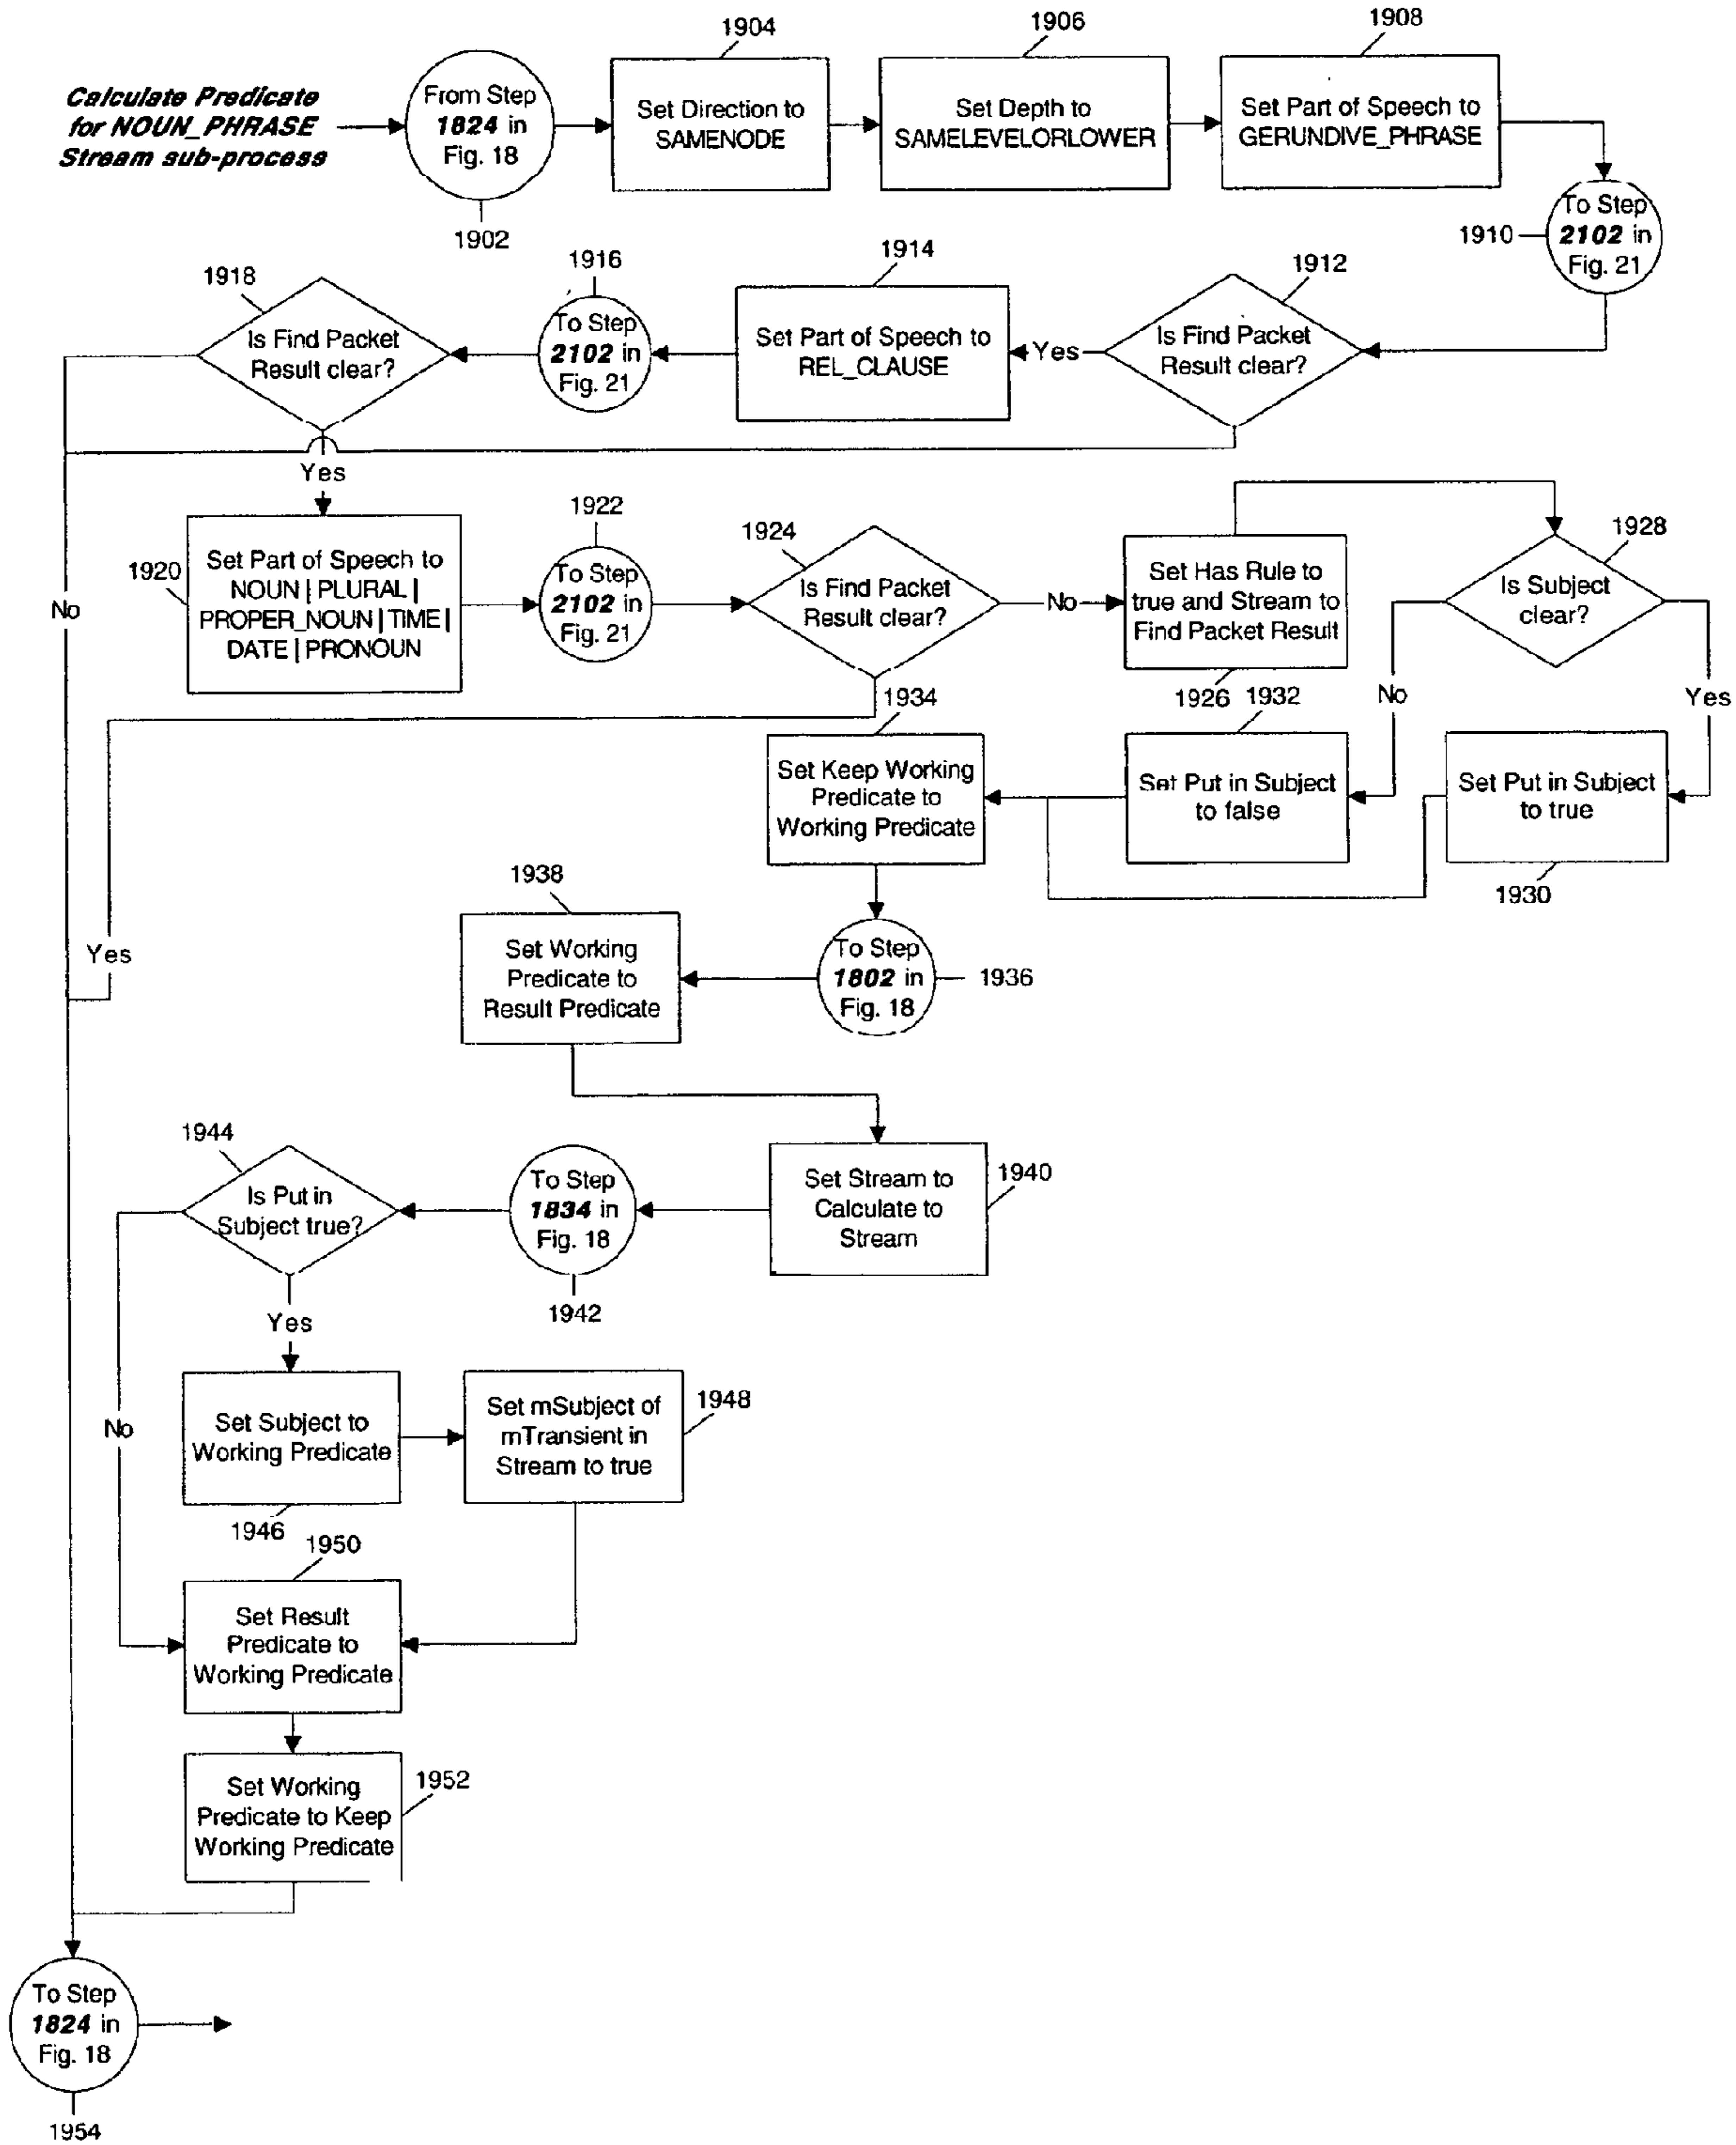 1904
1906
1908
Calculate Predicate
for NOUN_PHRASE
Stream sub-process
From Step
1824 in
Fig. 18
1902
Set Direction to
SAMENODE
Set Depth to
SAMELEVELORLOWER
Set Part of Speech to
GERUNDIVE_PHRASE
1910
To Step
2102 in
Fig. 21
1918
Is Find Packet
Result clear?
1916
To Step
2102 in
Fig. 21
1914
Set Part of Speech to
REL_CLAUSE
Yes
1912
Is Find Packet
Result clear?
Yes
No
1920
Set Part of Speech to
NOUN | PLURAL |
PROPER_NOUN | TIME |
DATE | PRONOUN
1922
To Step
2102 in
Fig. 21
1924
Is Find Packet
Result clear?
No
Set Has Rule to
true and Stream to
Find Packet Result
1926
1928
Is Subject
clear?
No
Yes
1934
Set Keep Working
Predicate to
Working Predicate
1932
Set Put in Subject
to false
Set Put in Subject
to true
1930
Yes
1938
Set Working
Predicate to
Result Predicate
To Step
1802 in
Fig. 18
1936
1944
Is Put in
Subject true?
To Step
1834 in
Fig. 18
1942
Set Stream to
Calculate to
Stream
1940
Yes
No
Set Subject to
Working Predicate
1946
Set mSubject of
mTransient in
Stream to true
1948
1950
Set Result
Predicate to
Working Predicate
Set Working
Predicate to Keep
Working Predicate
1952
To Step
1824 in
Fig. 18
1954